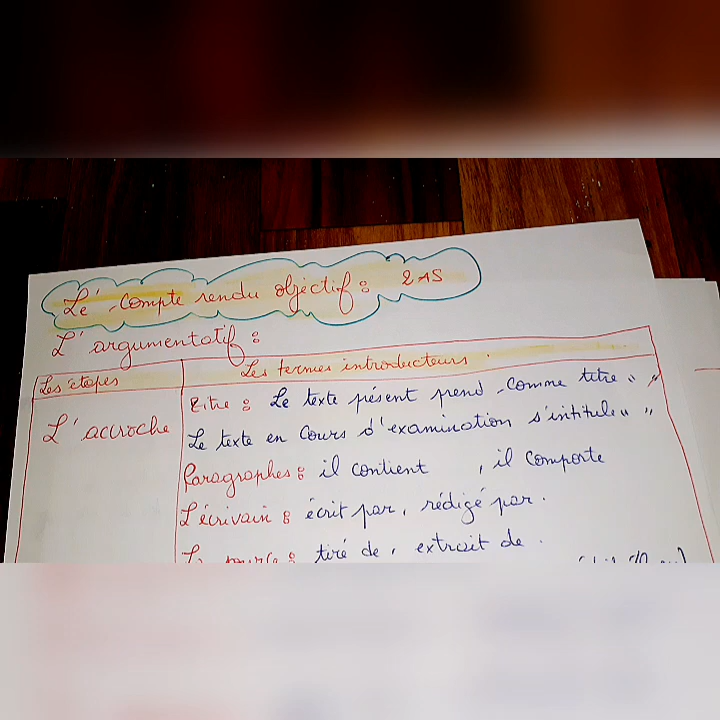 Le compte rendu objectif : 2AS
L'argumentatif :
Les étapes
Les termes introducteurs
L'accroche
Titre : Le texte pésent prend comme titre " "
Le texte en cours d'examination s'intitule " "
Paragraphes : il contient , il comporte
L'écrivain : écrit par, rédigé par.
source : tiré de, extrait de.